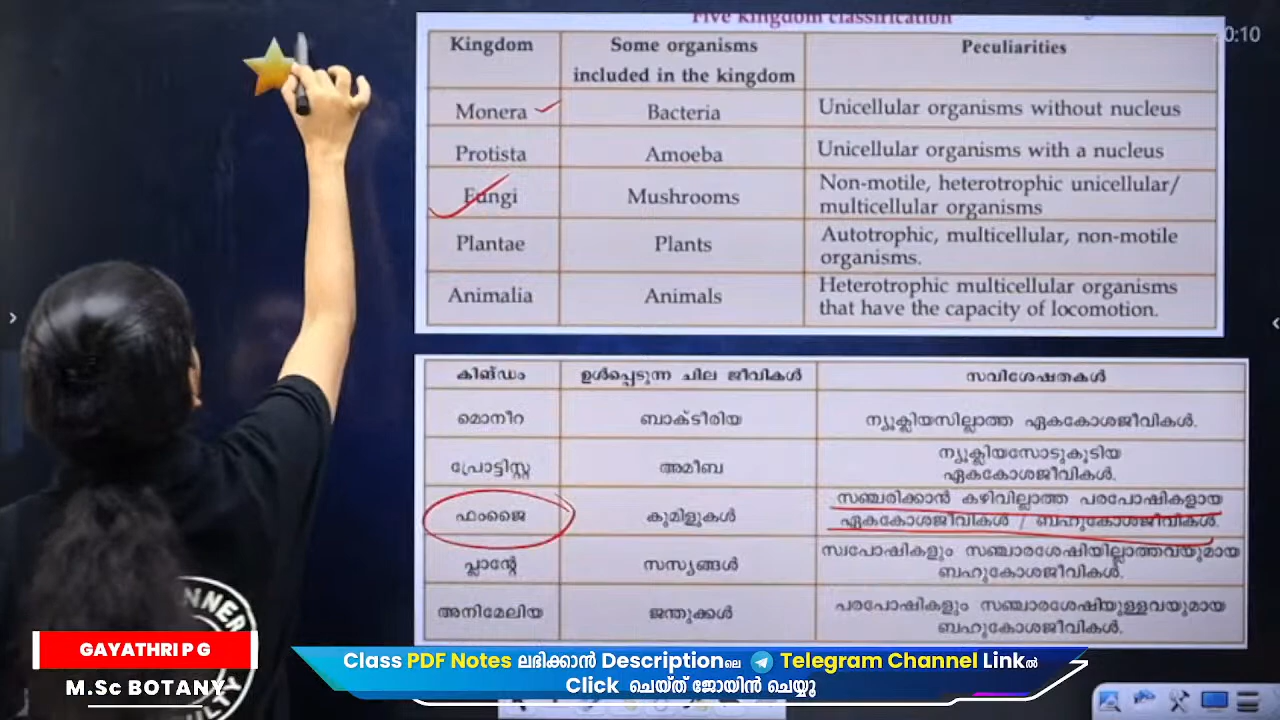 Five Kingdom classification
40:10
Kingdom
Some organisms included in the kingdom
Peculiarities
Monera
Bacteria
Unicellular organisms without nucleus
Protista
Amoeba
Unicellular organisms with a nucleus
Fungi
Mushrooms
Non-motile, heterotrophic unicellular/
multicellular organisms
Plantae
Plants
Autotrophic, multicellular, non-motile
organisms.
Animalia
Animals
Heterotrophic multicellular organisms
that have the capacity of locomotion.
കിങ്ഡം
ഉൾപ്പെടുന്ന ചില ജീവികൾ
സവിശേഷതകൾ
മൊനീറ
ബാക്ടീരിയ
ന്യൂക്ലിയസില്ലാത്ത ഏകകോശജീവികൾ.
പ്രോട്ടിസ്റ്റ
അമീബ
ന്യൂക്ലിയസോടുകൂടിയ
ഏകകോശജീവികൾ.
ഫംജൈ
കുമിളുകൾ
സഞ്ചരിക്കാൻ കഴിവില്ലാത്ത പരപോഷികളായ
ഏകകോശജീവികൾ / ബഹുകോശജീവികൾ.
പ്ലാന്റേ
സസ്യങ്ങൾ
സ്വപോഷികളും സഞ്ചാരശേഷിയില്ലാത്തവയുമായ
ബഹുകോശജീവികൾ.
അനിമേലിയ
ജന്തുക്കൾ
പരപോഷികളും സഞ്ചാരശേഷിയുള്ളവയുമായ
ബഹുകോശജീവികൾ.
GAYATHRI P G
M.Sc BOTANY
Class PDF Notes ലഭിക്കാൻ Descriptionലെ Telegram Channel Linkൽ
Click ചെയ്ത് ജോയിൻ ചെയ്യൂ